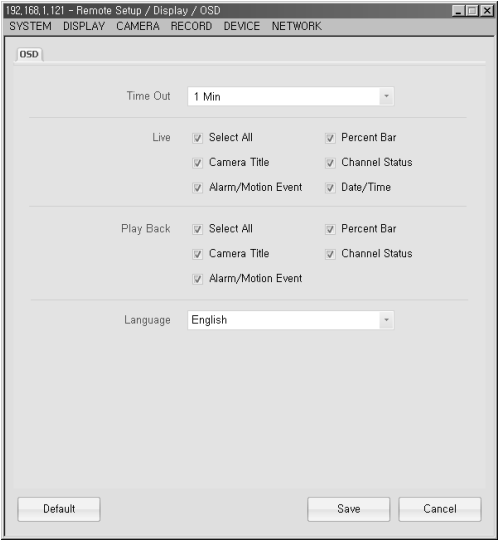 192,168,1,121 - Remote Setup / Display / OSD
SYSTEM DISPLAY CAMERA RECORD DEVICE NETWORK
OSD
Time Out 1 Min
Live Select All Percent Bar
Camera Title Channel Status
Alarm/Motion Event Date/Time
Play Back Select All Percent Bar
Camera Title Channel Status
Alarm/Motion Event
Language English
Default Save Cancel